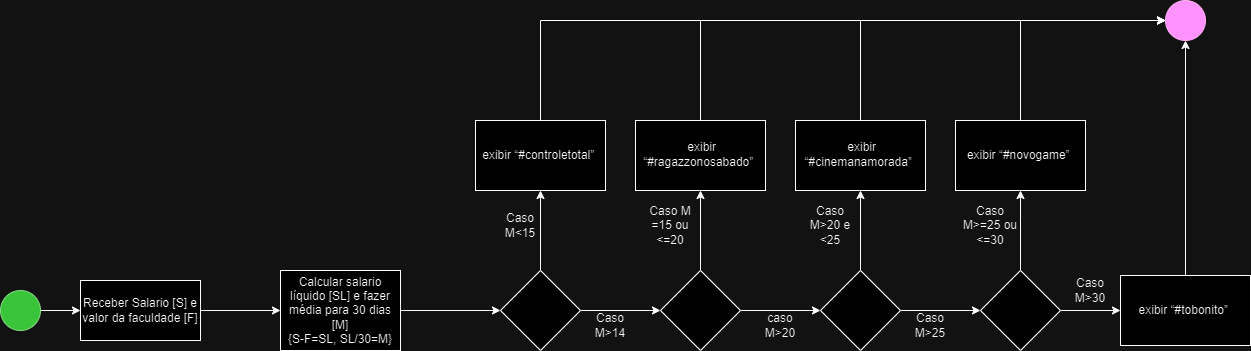 Receber Salario [S] e
valor da faculdade [F]
Calcular salario
líquido [SL] e fazer
média para 30 dias
[M]
{S-F=SL, SL/30=M}
exibir “#controletotal”
Caso
M<15
Caso
M>14
exibir
“#ragazzonosabado”
Caso M
=15 ou
<=20
caso
M>20
exibir
“#cinemanamorada”
Caso
M>20 e
<25
Caso
M>25
exibir “#novogame”
Caso
M>=25 ou
<=30
Caso
M>30
exibir “#tobonito”